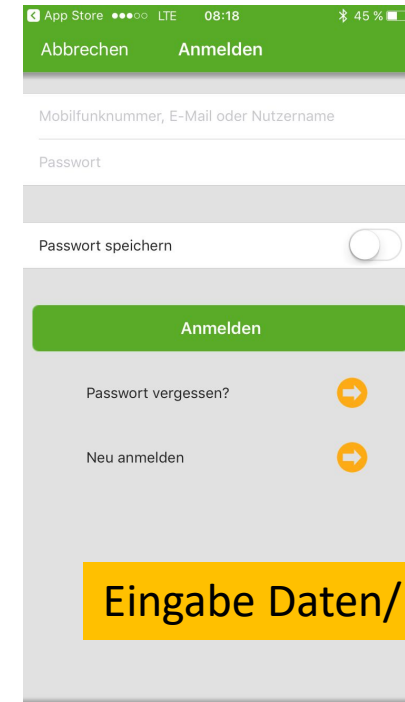 App Store LTE 08:18 45 %
Abbrechen Anmelden
Mobilfunknummer, E-Mail oder Nutzername
Passwort
Passwort speichern
Anmelden
Passwort vergessen?
Neu anmelden
Eingabe Daten/